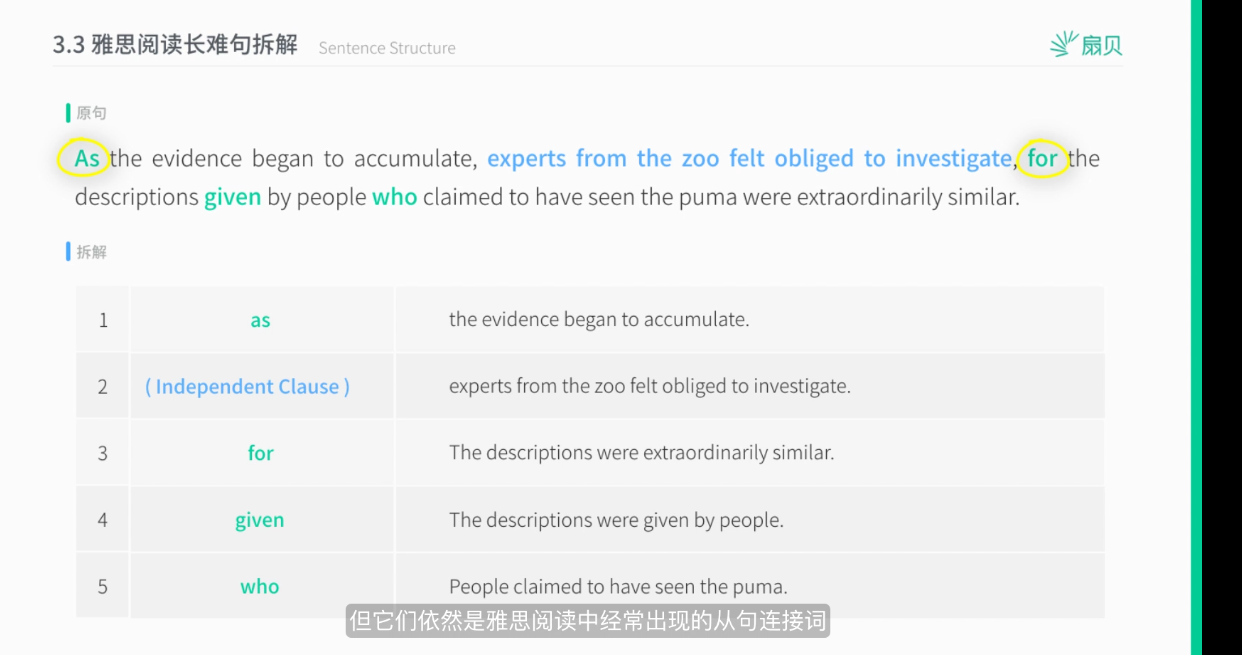 3.3 雅思阅读长难句拆解 Sentence Structure
扇贝
原句
As the evidence began to accumulate, experts from the zoo felt obliged to investigate, for the
descriptions given by people who claimed to have seen the puma were extraordinarily similar.
拆解
1 as the evidence began to accumulate.
2 ( Independent Clause ) experts from the zoo felt obliged to investigate.
3 for The descriptions were extraordinarily similar.
4 given The descriptions were given by people.
5 who People claimed to have seen the puma.
但它们依然是雅思阅读中经常出现的从句连接词